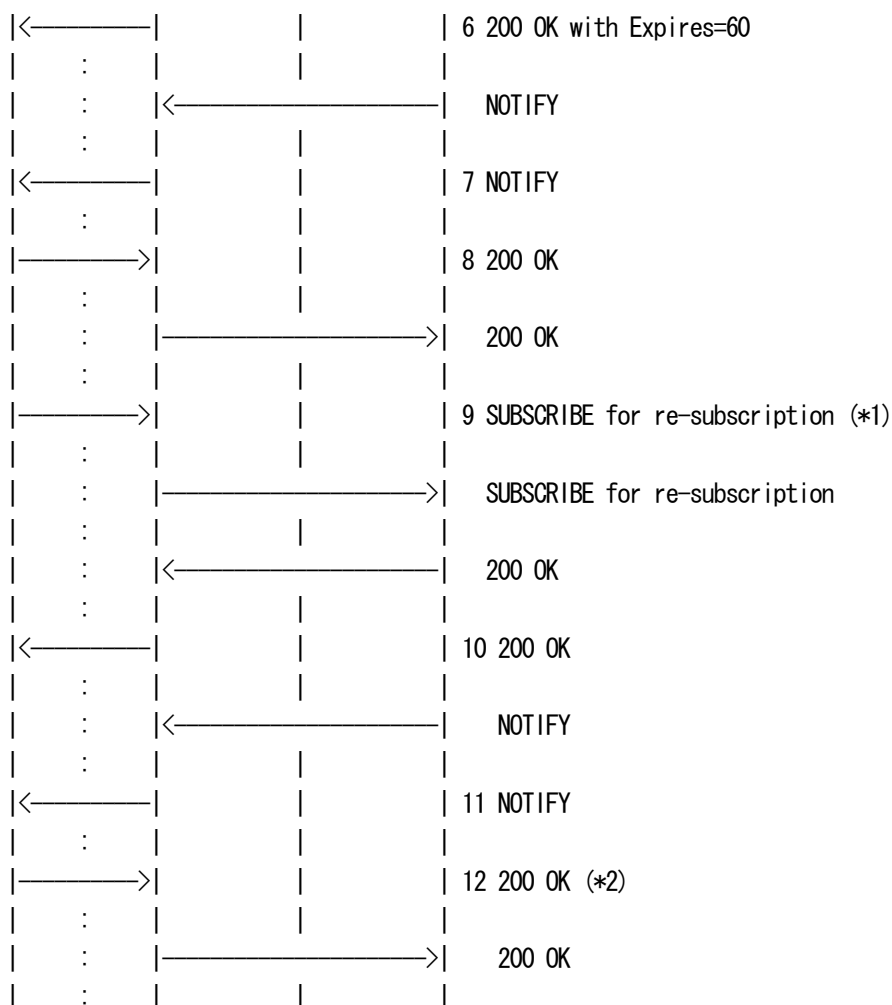 6 200 OK with Expires=60
NOTIFY
7 NOTIFY
8 200 OK
200 OK
9 SUBSCRIBE for re-subscription (*1)
SUBSCRIBE for re-subscription
200 OK
10 200 OK
NOTIFY
11 NOTIFY
12 200 OK (*2)
200 OK